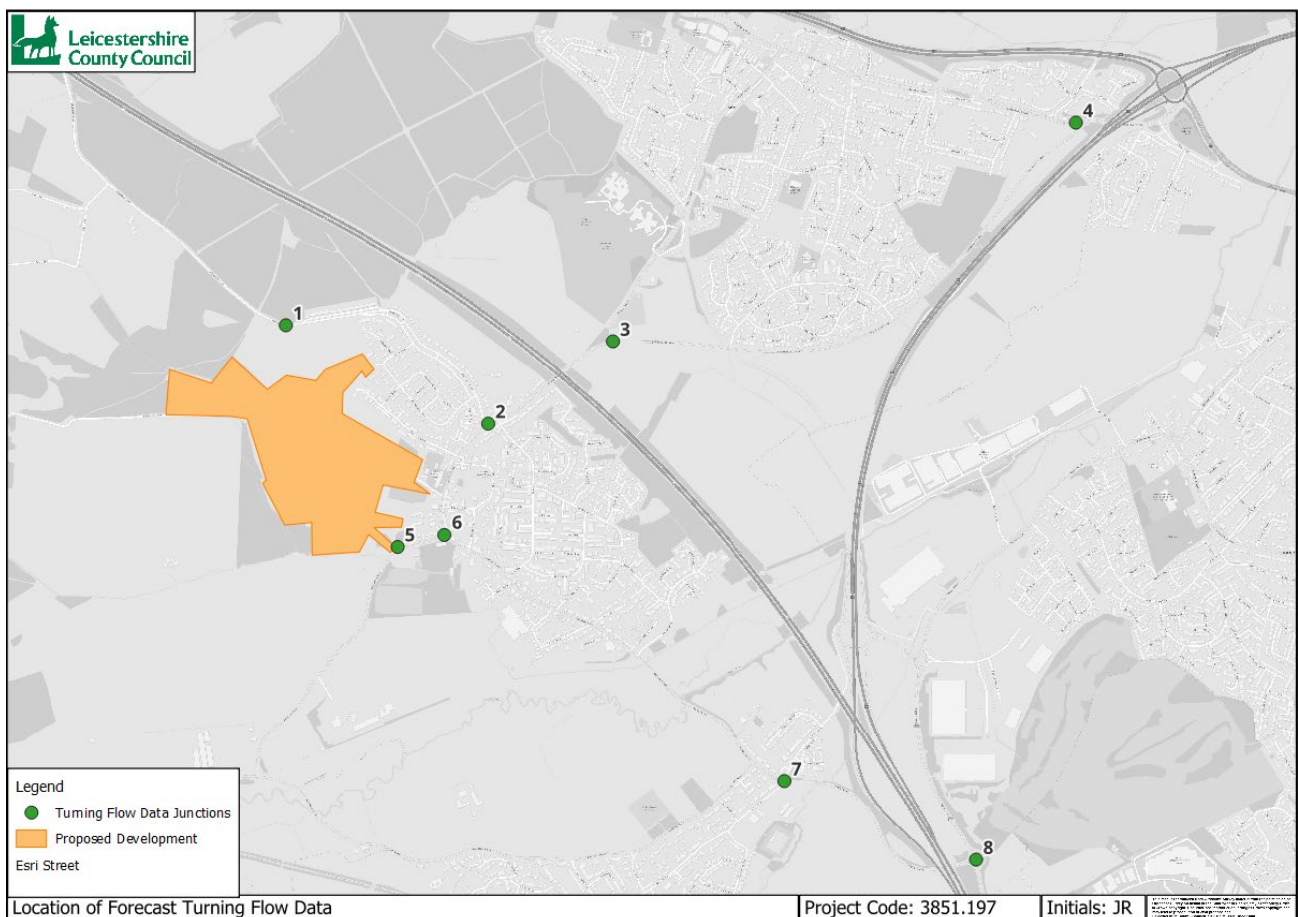 Leicestershire
County Council
4
1
3
2
6
5
7
8
Legend
Turning Flow Data Junctions
Proposed Development
Esri Street
Location of Forecast Turning Flow Data
Project Code: 3851.197
Initials: JR